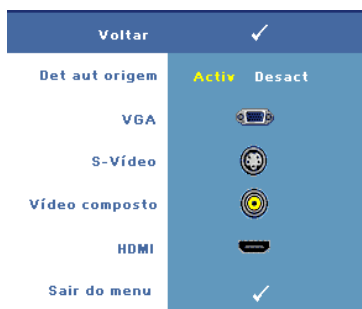 Voltar
Det aut origem Activ Desact
VGA
S-Vídeo
Vídeo composto
HDMI
Sair do menu